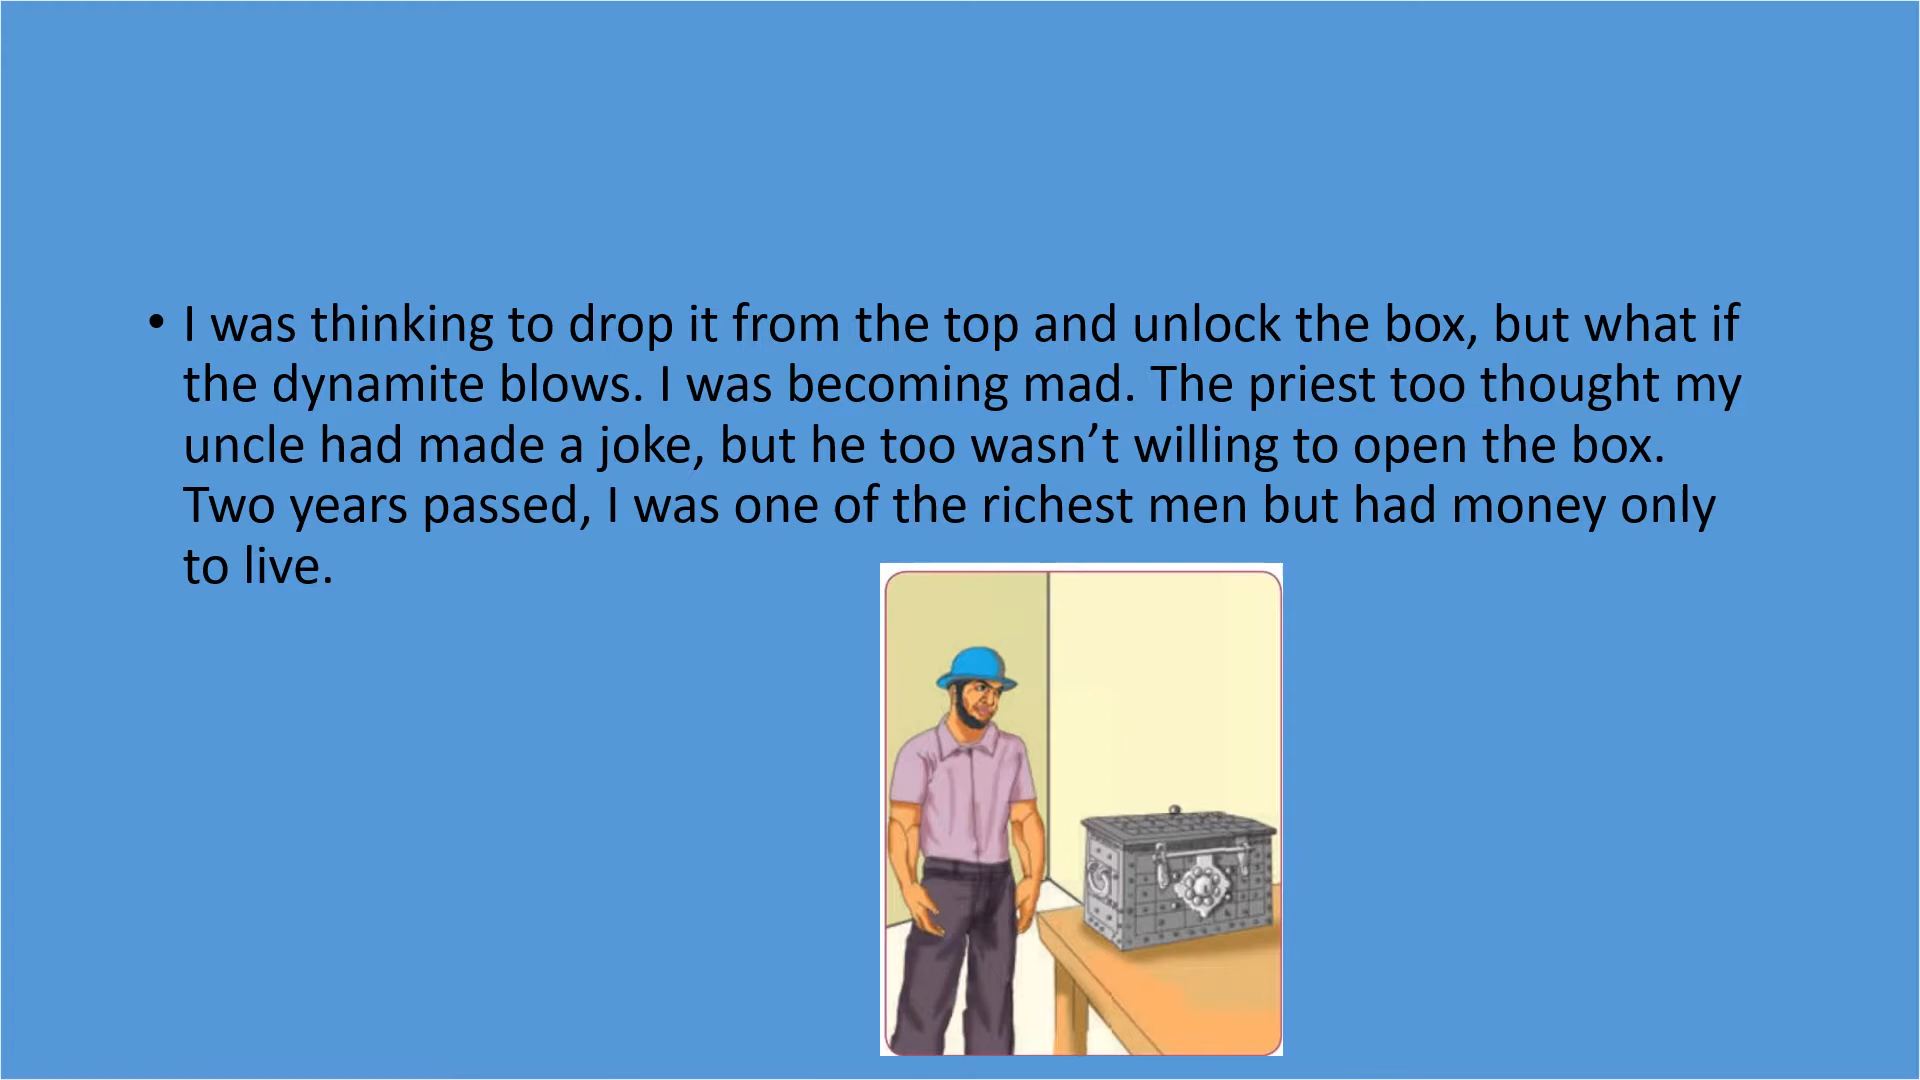 • I was thinking to drop it from the top and unlock the box, but what if
the dynamite blows. I was becoming mad. The priest too thought my
uncle had made a joke, but he too wasn’t willing to open the box.
Two years passed, I was one of the richest men but had money only
to live.